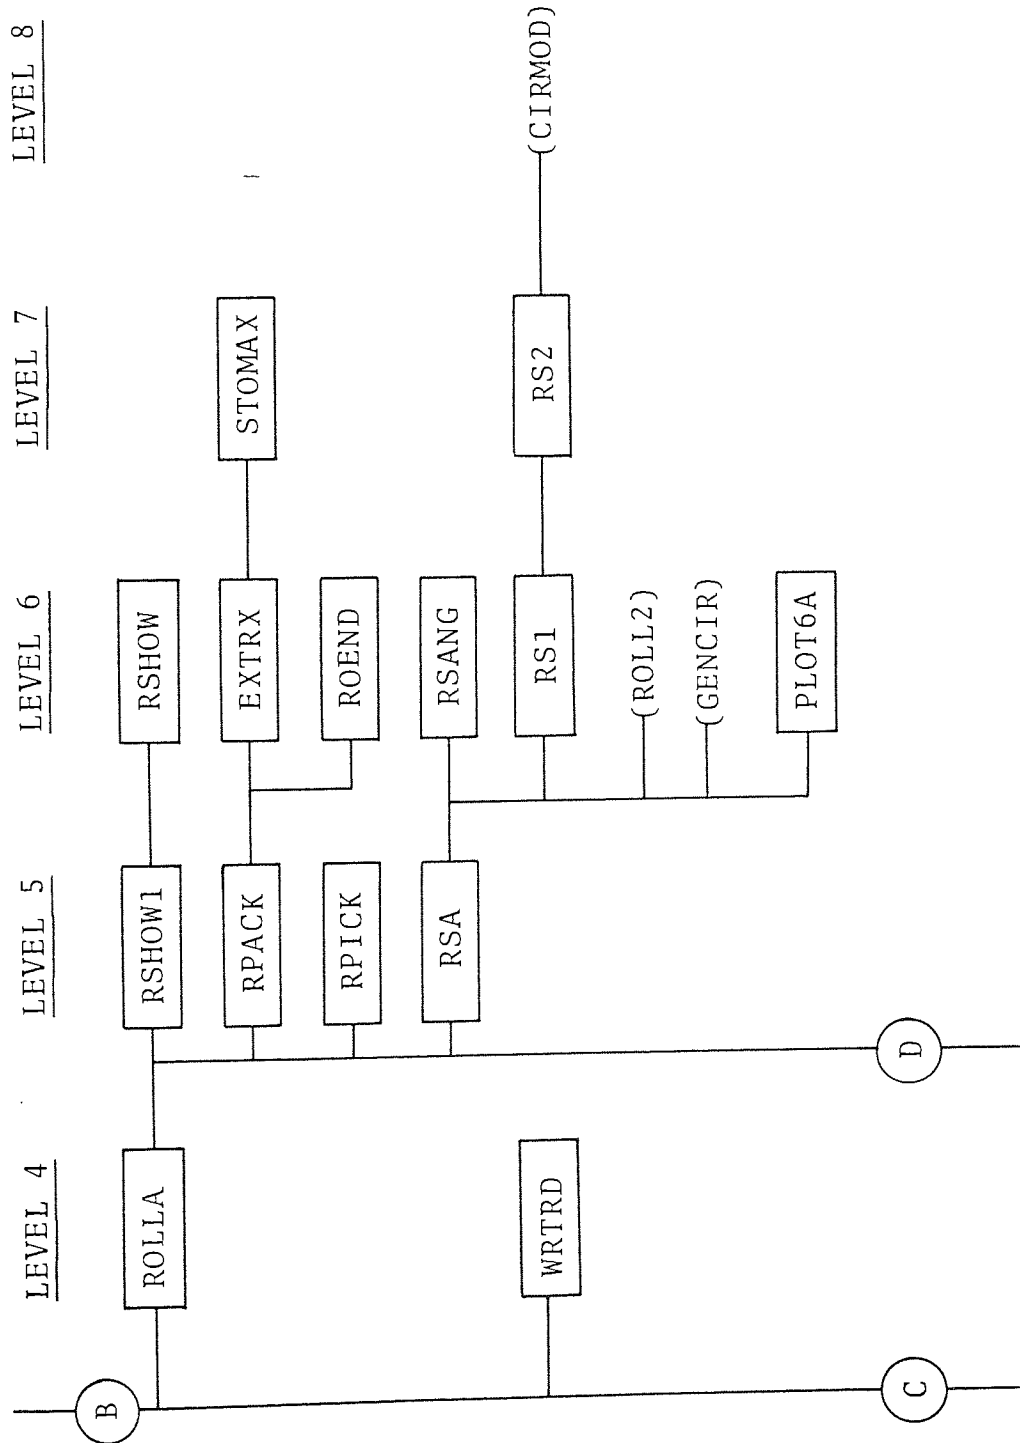 LEVEL 4
LEVEL 5
LEVEL 6
LEVEL 7
LEVEL 8
B
ROLLA
RSHOW1
RSHOW
RPACK
EXTRX
STOMAX
RPICK
ROEND
RSA
RSANG
WRTRD
RS1
RS2
(CIRMOD)
(ROLL2)
(GENCIR)
PLOT6A
C
D